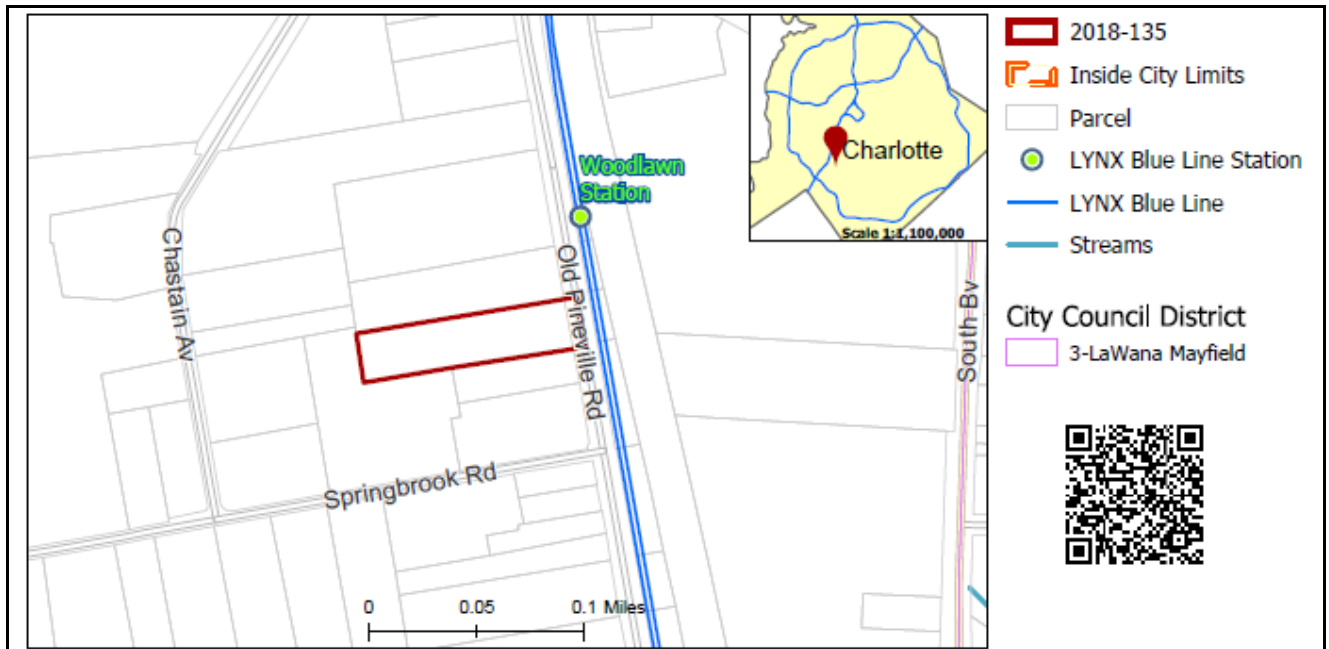 Woodlawn
Station
Chastain Av
Old Pineville Rd
Springbrook Rd
South Bv
0 0.05 0.1 Miles
Charlotte
Scale 1:1,100,000
2018-135
Inside City Limits
Parcel
LYNX Blue Line Station
LYNX Blue Line
Streams
City Council District
3-LaWana Mayfield